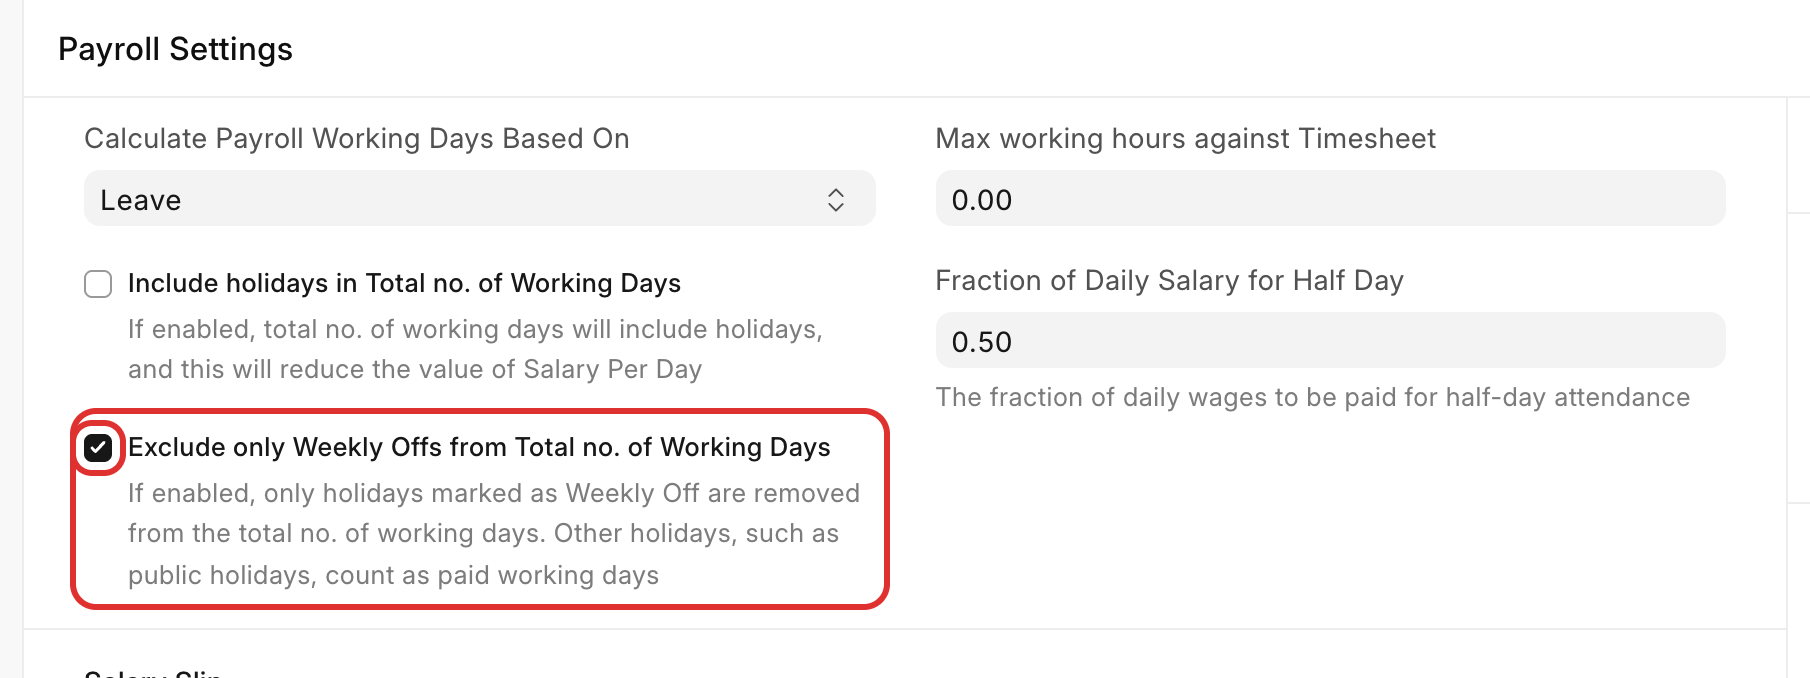 Payroll Settings
Calculate Payroll Working Days Based On
Leave
Include holidays in Total no. of Working Days
If enabled, total no. of working days will include holidays,
and this will reduce the value of Salary Per Day
Exclude only Weekly Offs from Total no. of Working Days
If enabled, only holidays marked as Weekly Off are removed
from the total no. of working days. Other holidays, such as
public holidays, count as paid working days
Max working hours against Timesheet
0.00
Fraction of Daily Salary for Half Day
0.50
The fraction of daily wages to be paid for half-day attendance
Salary Slip